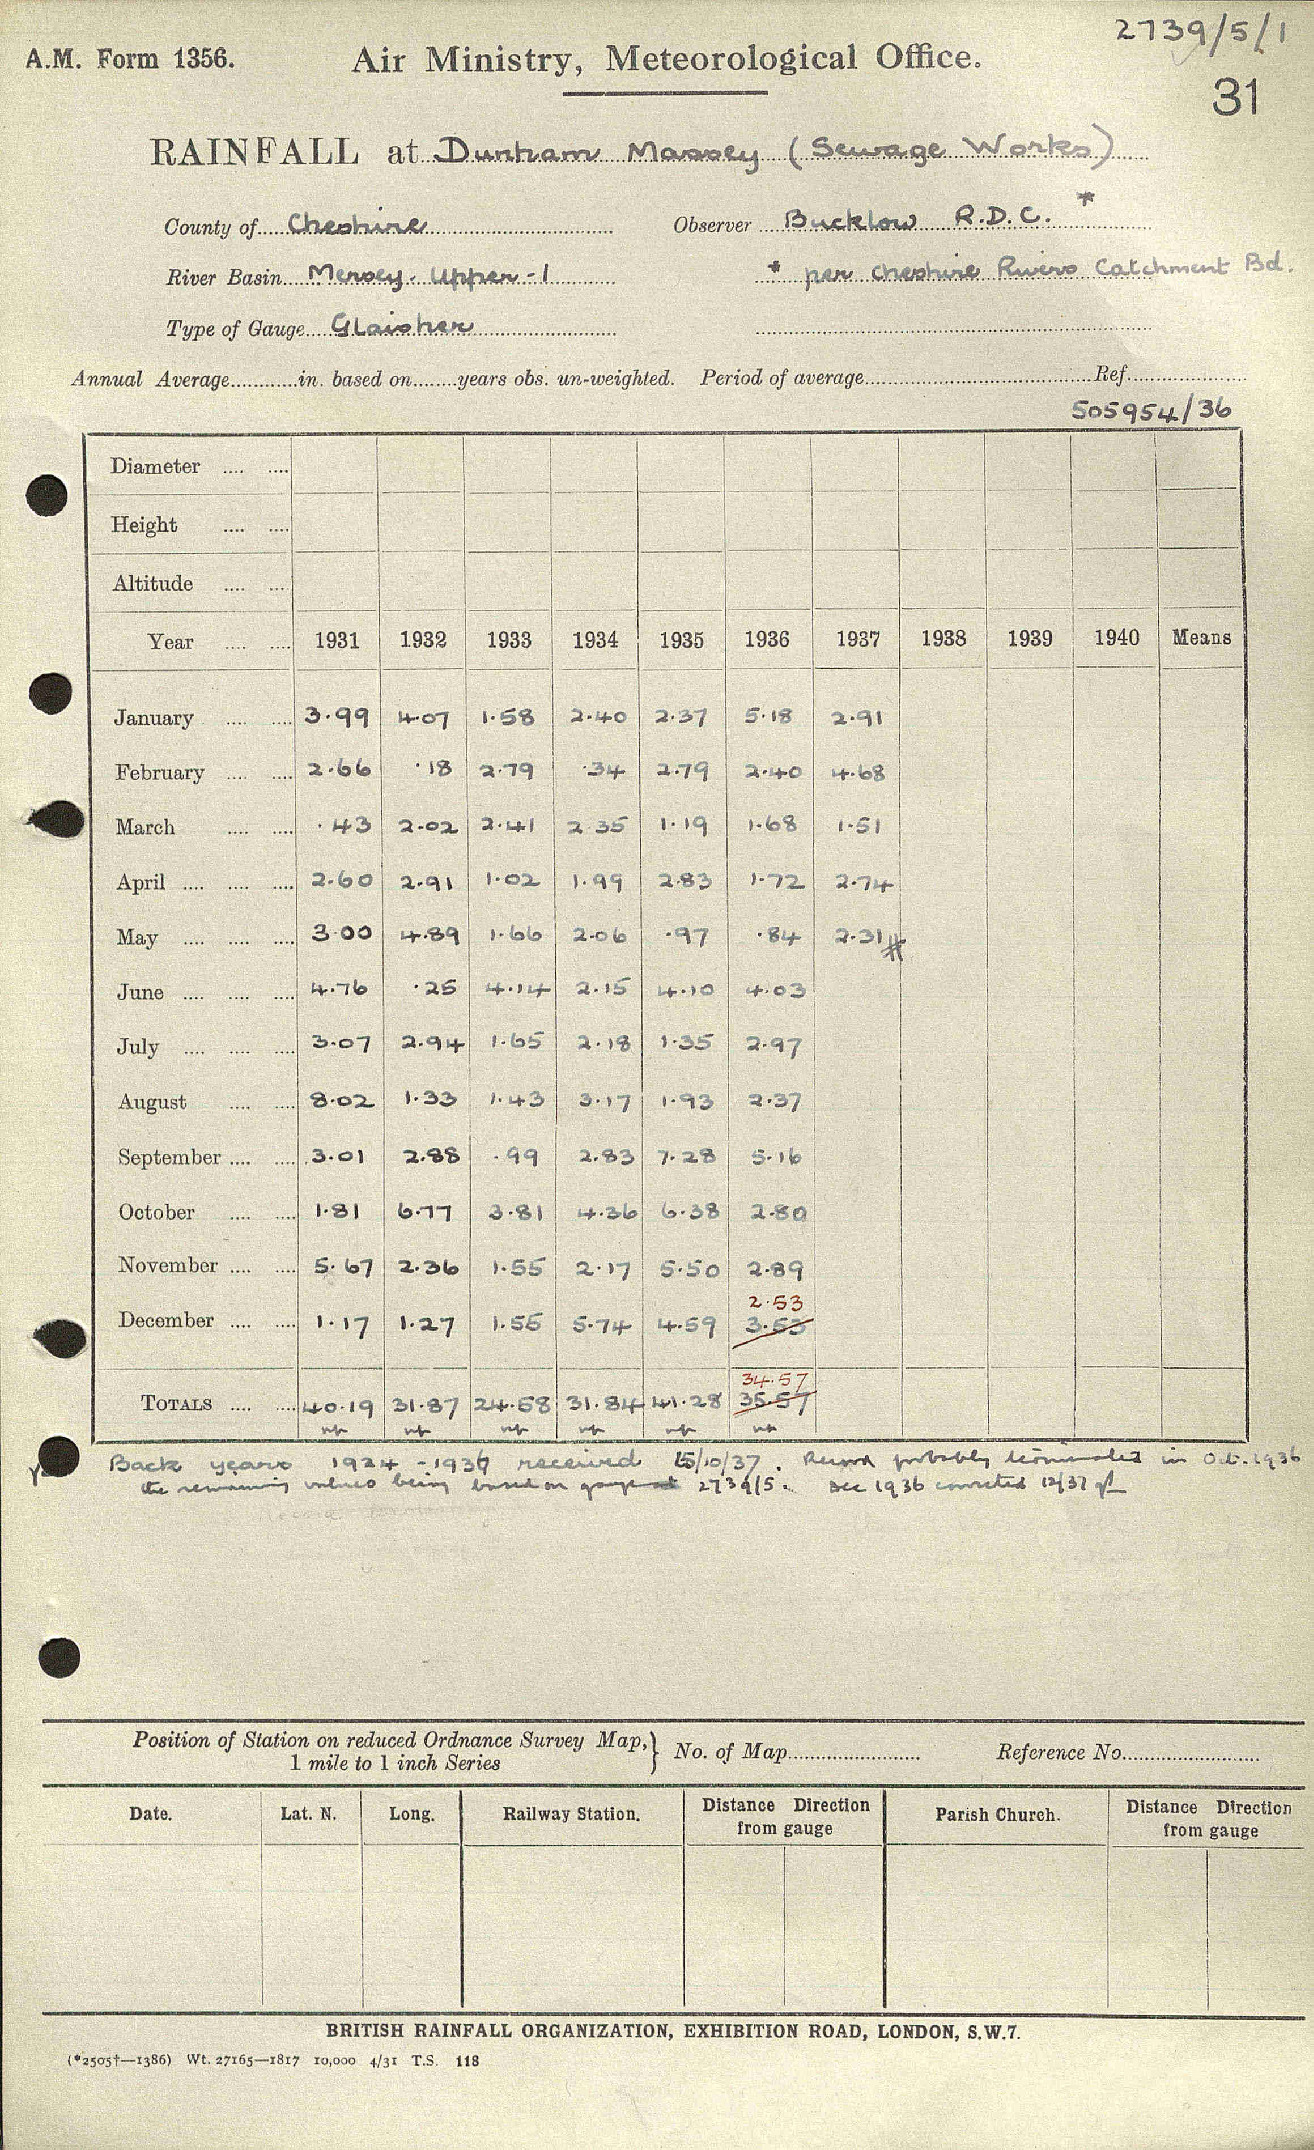 2739/5/1
A.M. Form 1356. Air Ministry, Meteorological Office.
31
RAINFALL at Dunham Massey (Sewage Works)
County of Cheshire Observer Bucklow R.D.C. *
River Basin Mersey. Upper-1 * per Cheshire Rivers Catchment Bd.
Type of Gauge Glaisher
Annual Average............in. based on........years obs. un-weighted. Period of average............Ref............
505954/36
Diameter .... ....
Height .... ....
Altitude .... ....
Year .... .... 1931 1932 1933 1934 1935 1936 1937 1938 1939 1940 Means
January .... .... 3.99 4.07 1.58 2.40 2.37 5.18 2.91
February .... .... 2.66 .18 2.79 .34 2.79 2.40 4.68
March .... .... .43 2.02 2.41 2.35 1.19 1.68 1.51
April .... .... .... 2.60 2.91 1.02 1.99 2.83 1.72 2.74
May .... .... .... 3.00 4.89 1.66 2.06 .97 .84 2.31#
June .... .... .... 4.76 .25 4.14 2.15 4.10 4.03
July .... .... .... 3.07 2.94 1.65 2.18 1.35 2.97
August .... .... 8.02 1.33 1.43 3.17 1.93 2.37
September .... .... 3.01 2.88 .99 2.83 7.28 5.16
October .... .... 1.81 6.77 3.81 4.36 6.38 2.80
November .... .... 5.67 2.36 1.55 2.17 5.50 2.89
2.53
December .... .... 1.17 1.27 1.55 5.74 4.59 3.53
34.57
TOTALS .... .... 40.19 31.87 24.58 31.84 41.28 35.57
Back years 1924-1936 received 15/10/37. Record probably terminated in Oct. 1936
the remaining values being based on gauge at 2739/5. Dec 1936 corrected 12/37
Position of Station on reduced Ordnance Survey Map, } No. of Map............ Reference No............
1 mile to 1 inch Series
Date. Lat. N. Long. Railway Station. Distance Direction Parish Church. Distance Direction
from gauge from gauge
BRITISH RAINFALL ORGANIZATION, EXHIBITION ROAD, LONDON, S.W.7.
(*2505†—1386) Wt. 27165—1817 10,000 4/31 T.S. 118